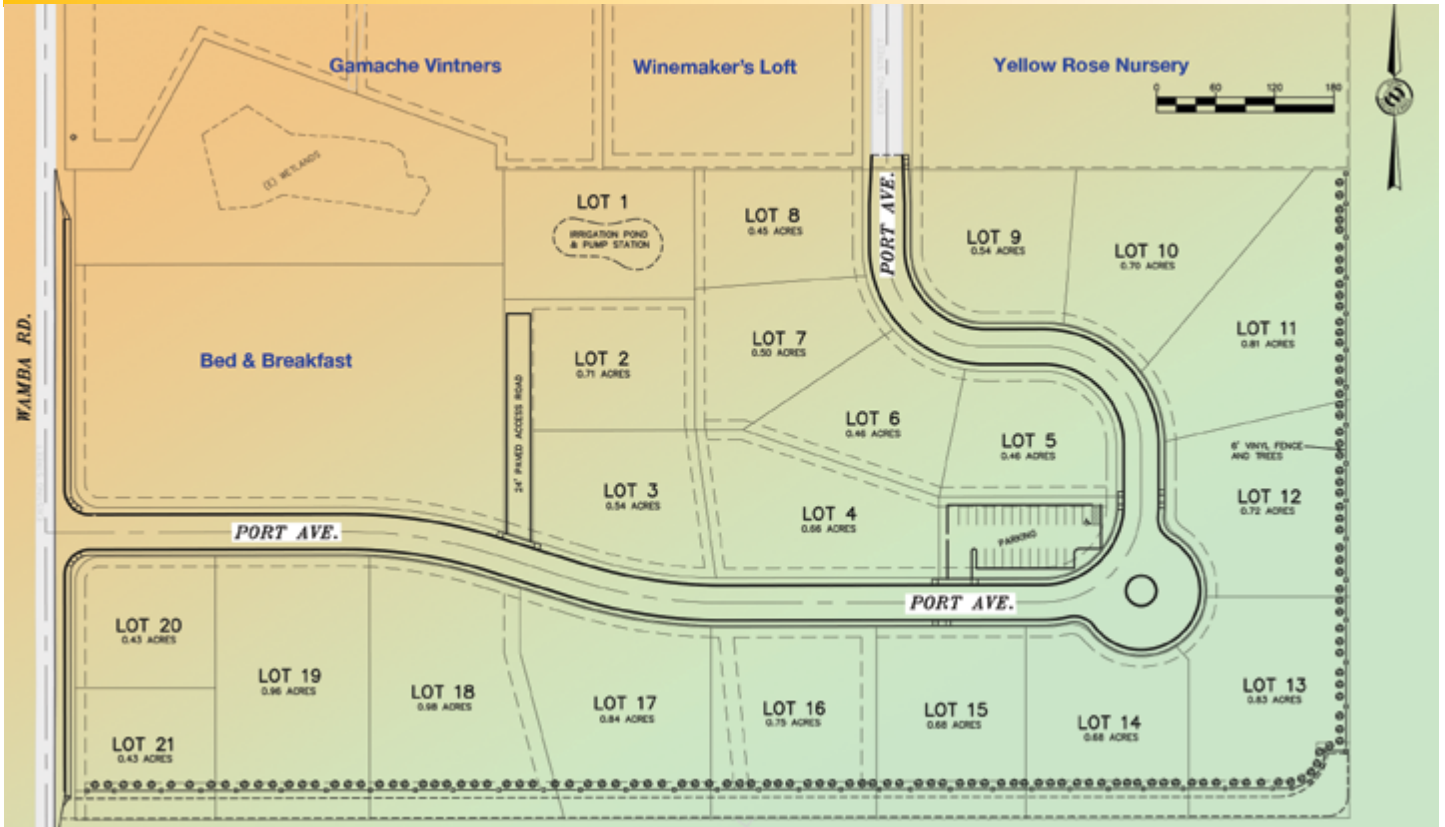 Gamache Vintners
Winemaker's Loft
Yellow Rose Nursery
0 60 120 180
(E) WETLANDS
LOT 1
IRRIGATION POND
& PUMP STATION
LOT 8
0.45 ACRES
PORT AVE.
LOT 9
0.54 ACRES
LOT 10
0.70 ACRES
LOT 11
0.81 ACRES
WAMBA RD.
Bed & Breakfast
24' PAVED ACCESS ROAD
LOT 2
0.71 ACRES
LOT 7
0.50 ACRES
LOT 6
0.46 ACRES
LOT 5
0.46 ACRES
6' VINYL FENCE
AND TREES
LOT 3
0.54 ACRES
LOT 4
0.66 ACRES
PARKING
LOT 12
0.72 ACRES
PORT AVE.
PORT AVE.
LOT 20
0.43 ACRES
LOT 19
0.96 ACRES
LOT 18
0.98 ACRES
LOT 17
0.84 ACRES
LOT 16
0.75 ACRES
LOT 15
0.68 ACRES
LOT 14
0.68 ACRES
LOT 13
0.83 ACRES
LOT 21
0.43 ACRES